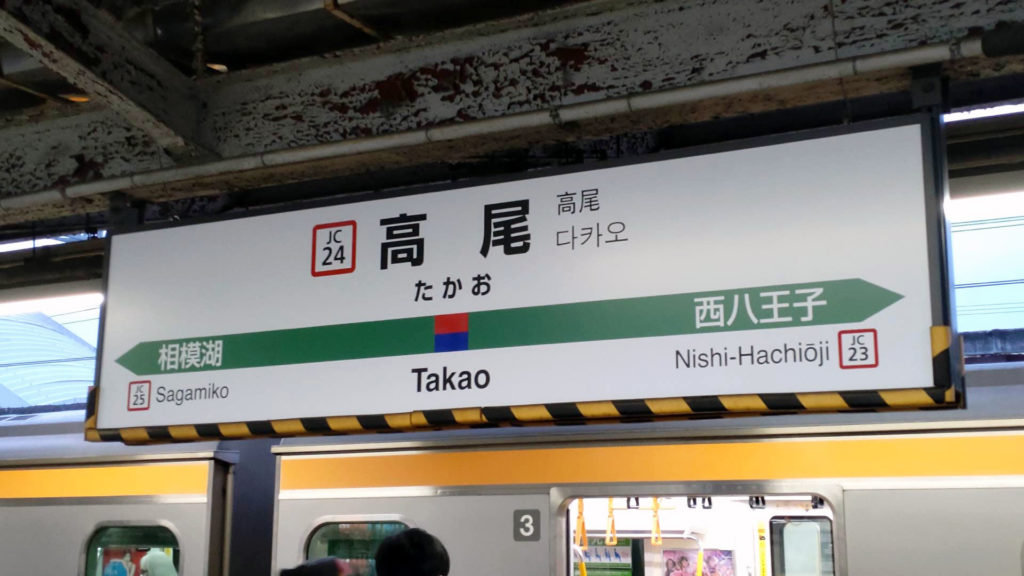 JC
24
高尾
高尾
다카오
たかお
相模湖
西八王子
JC
25
Sagamiko
Takao
Nishi-Hachiōji
JC
23
3